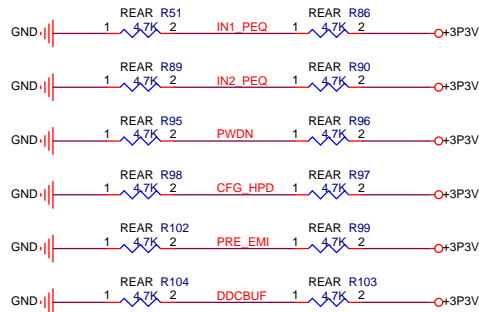 REAR R51 REAR R86
GND 1 4.7K 2 IN1_PEQ 1 4.7K 2 +3P3V
REAR R89 REAR R90
GND 1 4.7K 2 IN2_PEQ 1 4.7K 2 +3P3V
REAR R95 REAR R96
GND 1 4.7K 2 PWDN 1 4.7K 2 +3P3V
REAR R98 REAR R97
GND 1 4.7K 2 CFG_HPD 1 4.7K 2 +3P3V
REAR R102 REAR R99
GND 1 4.7K 2 PRE_EMI 1 4.7K 2 +3P3V
REAR R104 REAR R103
GND 1 4.7K 2 DDCBUF 1 4.7K 2 +3P3V